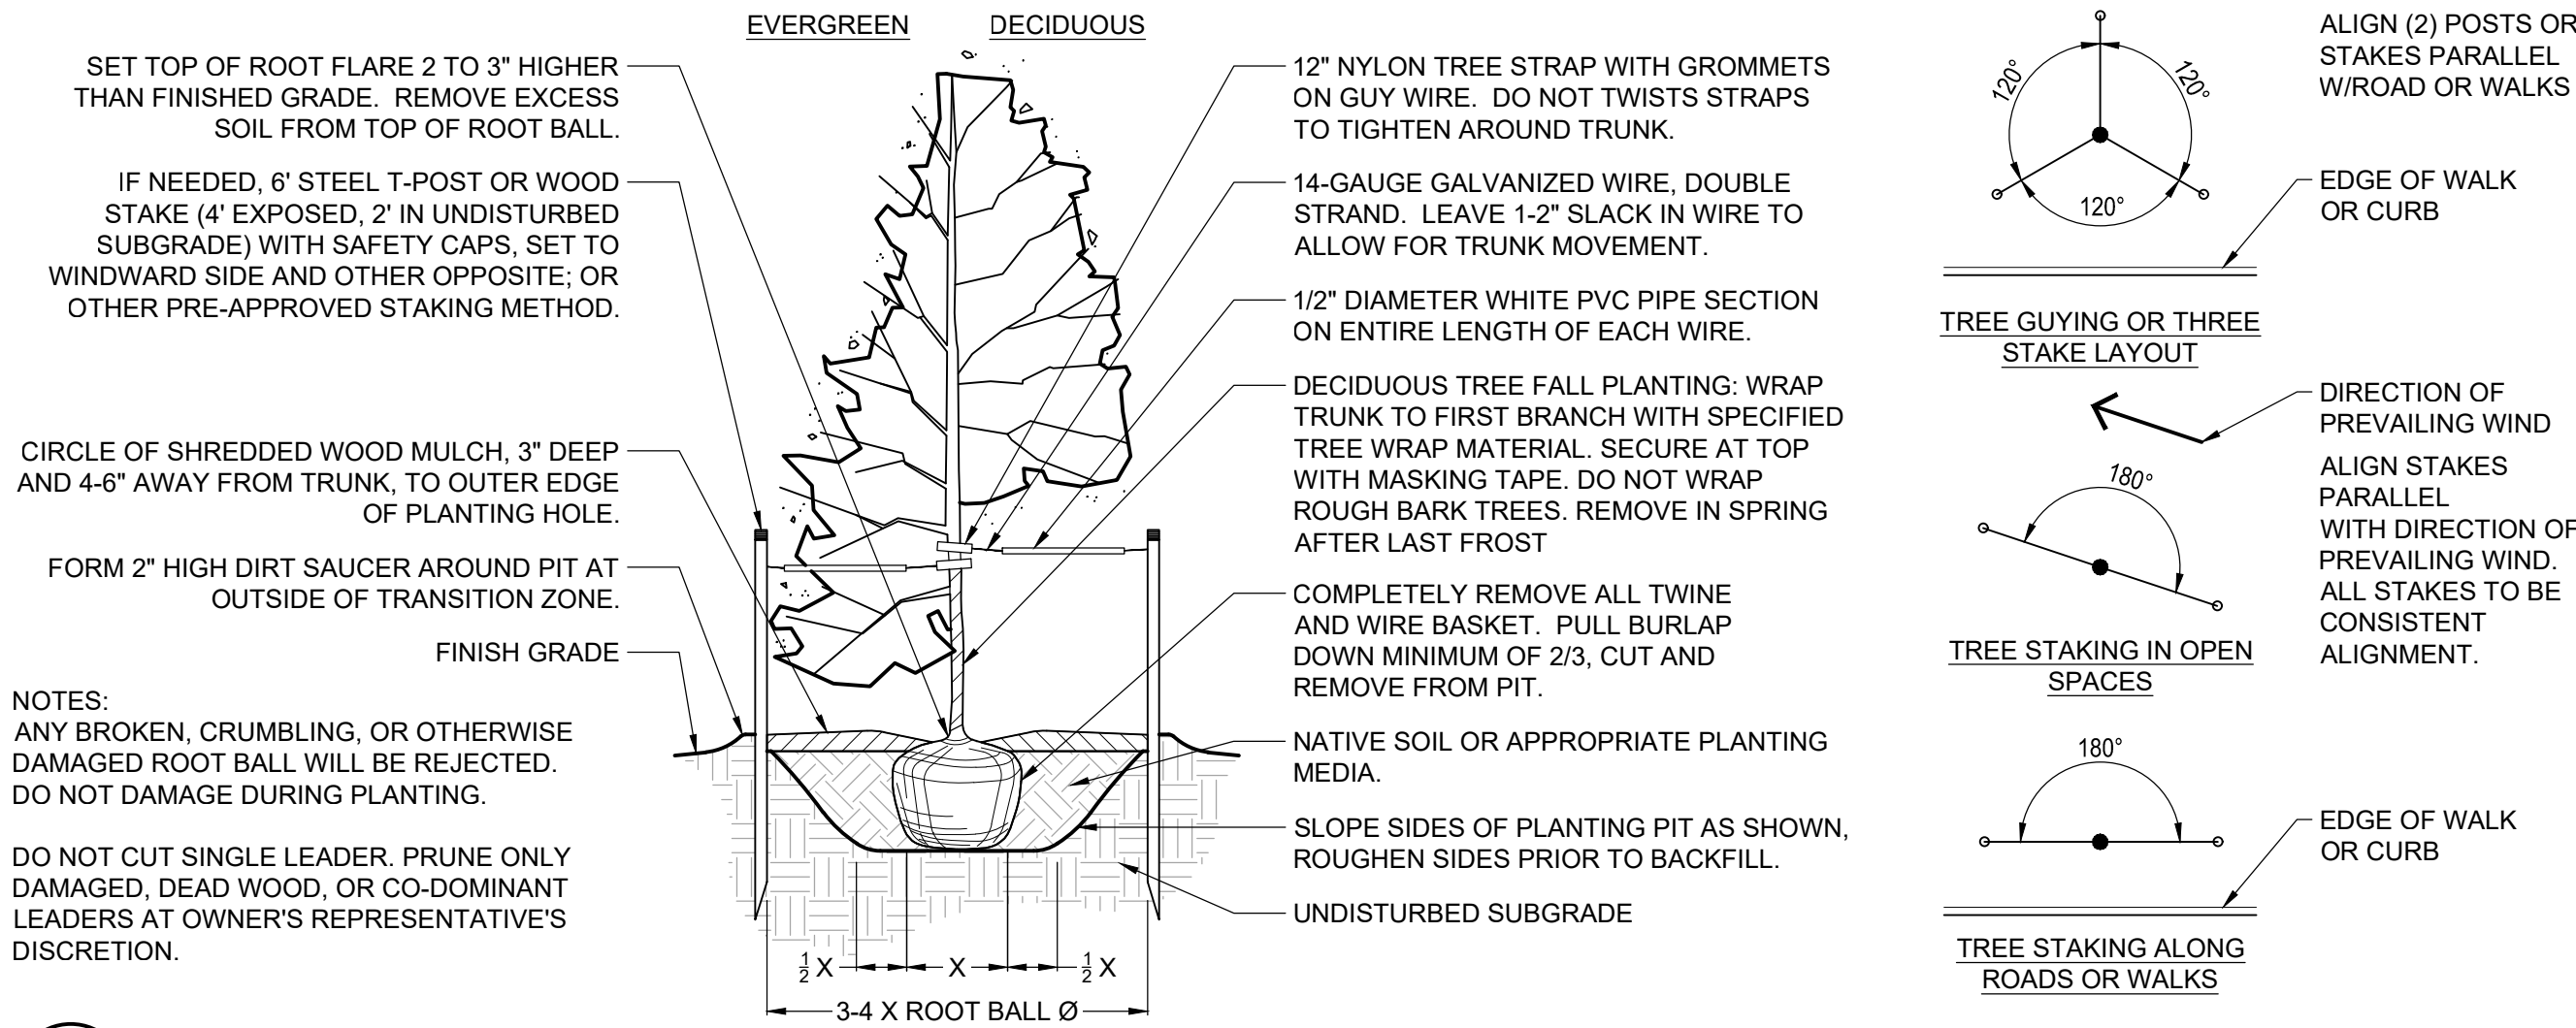 EVERGREEN
DECIDUOUS
SET TOP OF ROOT FLARE 2 TO 3" HIGHER
THAN FINISHED GRADE. REMOVE EXCESS
SOIL FROM TOP OF ROOT BALL.
IF NEEDED, 6' STEEL T-POST OR WOOD
STAKE (4' EXPOSED, 2' IN UNDISTURBED
SUBGRADE) WITH SAFETY CAPS, SET TO
WINDWARD SIDE AND OTHER OPPOSITE; OR
OTHER PRE-APPROVED STAKING METHOD.
CIRCLE OF SHREDDED WOOD MULCH, 3" DEEP
AND 4-6" AWAY FROM TRUNK, TO OUTER EDGE
OF PLANTING HOLE.
FORM 2" HIGH DIRT SAUCER AROUND PIT AT
OUTSIDE OF TRANSITION ZONE.
FINISH GRADE
NOTES:
ANY BROKEN, CRUMBLING, OR OTHERWISE
DAMAGED ROOT BALL WILL BE REJECTED.
DO NOT DAMAGE DURING PLANTING.
DO NOT CUT SINGLE LEADER. PRUNE ONLY
DAMAGED, DEAD WOOD, OR CO-DOMINANT
LEADERS AT OWNER'S REPRESENTATIVE'S
DISCRETION.
12" NYLON TREE STRAP WITH GROMMETS
ON GUY WIRE. DO NOT TWISTS STRAPS
TO TIGHTEN AROUND TRUNK.
14-GAUGE GALVANIZED WIRE, DOUBLE
STRAND. LEAVE 1-2" SLACK IN WIRE TO
ALLOW FOR TRUNK MOVEMENT.
1/2" DIAMETER WHITE PVC PIPE SECTION
ON ENTIRE LENGTH OF EACH WIRE.
DECIDUOUS TREE FALL PLANTING: WRAP
TRUNK TO FIRST BRANCH WITH SPECIFIED
TREE WRAP MATERIAL. SECURE AT TOP
WITH MASKING TAPE. DO NOT WRAP
ROUGH BARK TREES. REMOVE IN SPRING
AFTER LAST FROST
COMPLETELY REMOVE ALL TWINE
AND WIRE BASKET. PULL BURLAP
DOWN MINIMUM OF 2/3, CUT AND
REMOVE FROM PIT.
NATIVE SOIL OR APPROPRIATE PLANTING
MEDIA.
SLOPE SIDES OF PLANTING PIT AS SHOWN,
ROUGHEN SIDES PRIOR TO BACKFILL.
UNDISTURBED SUBGRADE
½ X X ½ X
3-4 X ROOT BALL Ø
120° 120°
120°
ALIGN (2) POSTS OR
STAKES PARALLEL
W/ROAD OR WALKS
EDGE OF WALK
OR CURB
TREE GUYING OR THREE
STAKE LAYOUT
DIRECTION OF
PREVAILING WIND
180°
ALIGN STAKES
PARALLEL
WITH DIRECTION OF
PREVAILING WIND.
ALL STAKES TO BE
CONSISTENT
ALIGNMENT.
TREE STAKING IN OPEN
SPACES
180°
EDGE OF WALK
OR CURB
TREE STAKING ALONG
ROADS OR WALKS